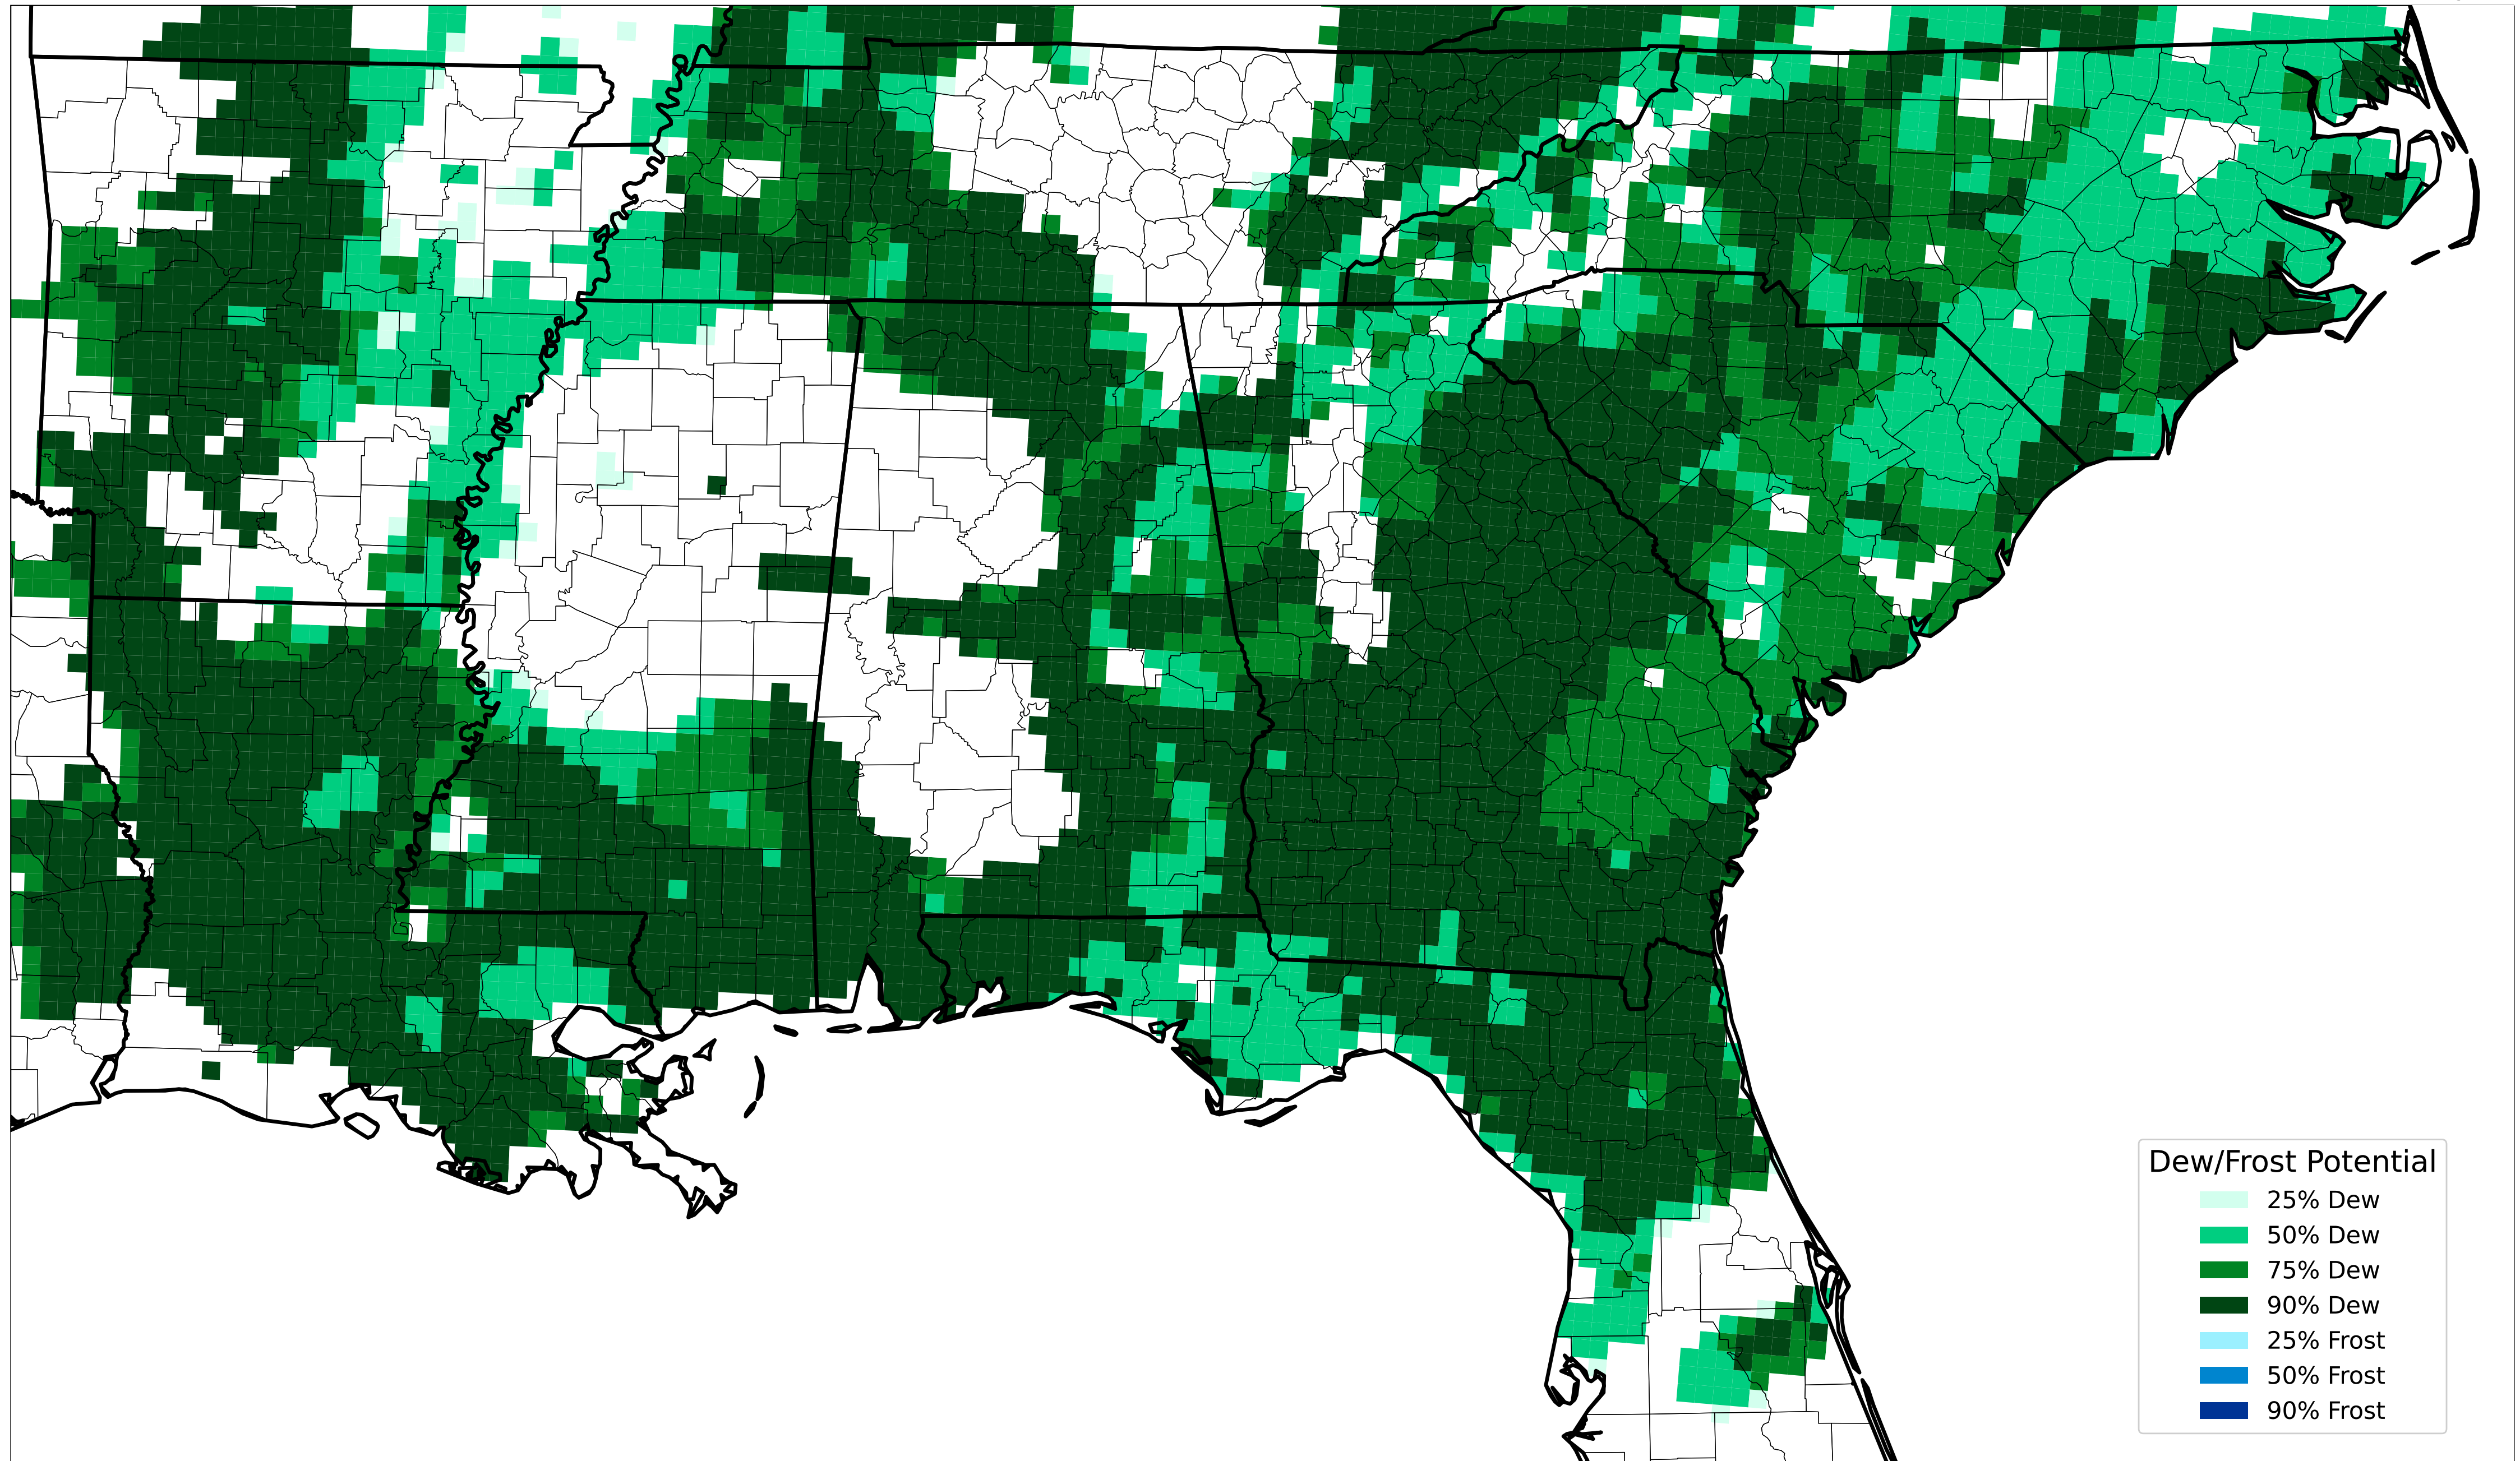 Dew/Frost Potential
25% Dew
50% Dew
75% Dew
90% Dew
25% Frost
50% Frost
90% Frost